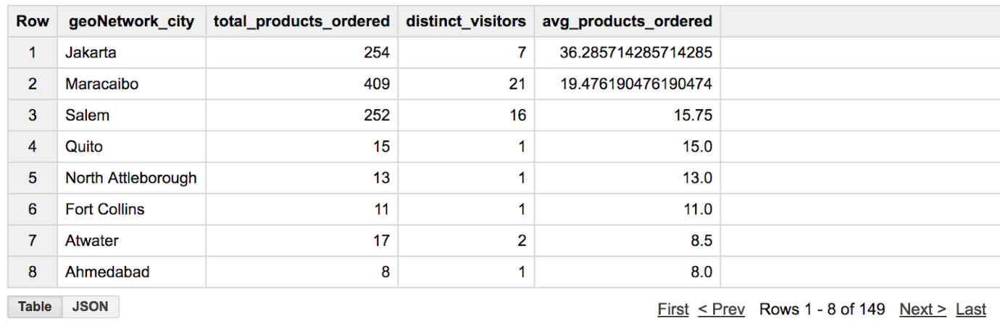 Row geoNetwork_city total_products_ordered distinct_visitors avg_products_ordered
1 Jakarta 254 7 36.285714285714285
2 Maracaibo 409 21 19.476190476190474
3 Salem 252 16 15.75
4 Quito 15 1 15.0
5 North Attleborough 13 1 13.0
6 Fort Collins 11 1 11.0
7 Atwater 17 2 8.5
8 Ahmedabad 8 1 8.0
Table JSON First < Prev Rows 1 - 8 of 149 Next > Last